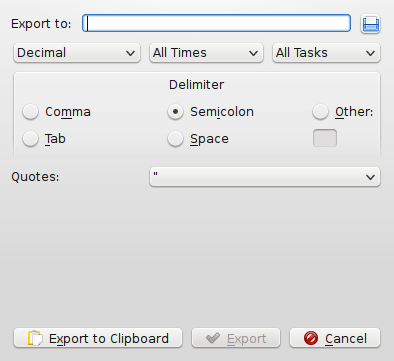 Export to:
Decimal All Times All Tasks
Delimiter
Comma Semicolon Other:
Tab Space
Quotes: "
Export to Clipboard Export Cancel